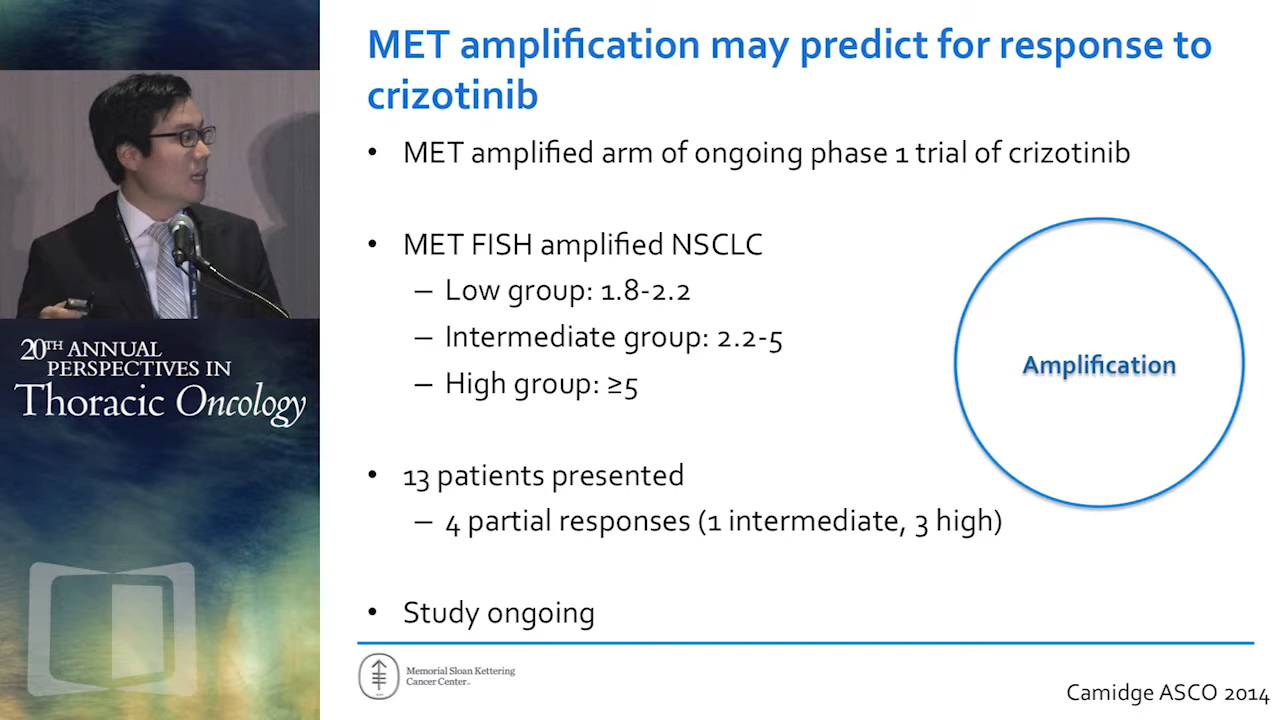 MET amplification may predict for response to
crizotinib
• MET amplified arm of ongoing phase 1 trial of crizotinib
• MET FISH amplified NSCLC
– Low group: 1.8-2.2
– Intermediate group: 2.2-5
– High group: ≥5
Amplification
• 13 patients presented
– 4 partial responses (1 intermediate, 3 high)
• Study ongoing
Memorial Sloan Kettering
Cancer Center
Camidge ASCO 2014
20TH ANNUAL
PERSPECTIVES IN
Thoracic Oncology